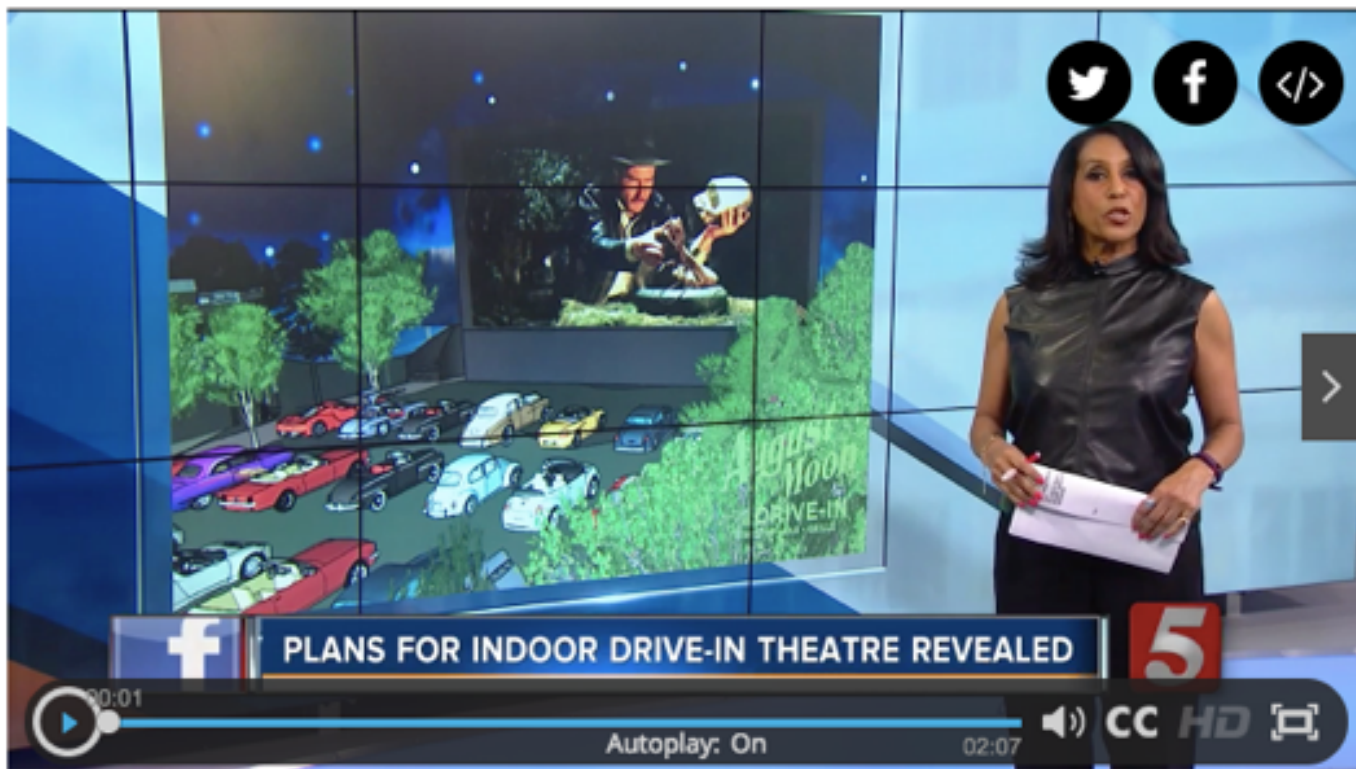 August
Moon
DRIVE-IN
PLANS FOR INDOOR DRIVE-IN THEATRE REVEALED
5
00:01
Autoplay: On
02:07
CC
HD